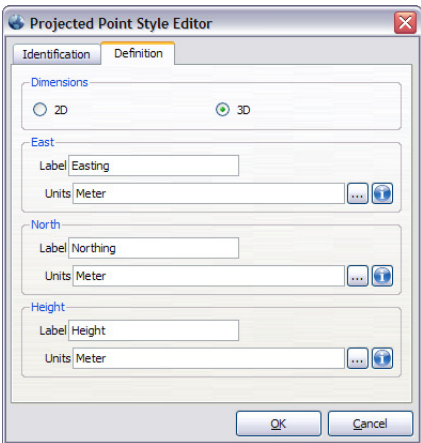 Projected Point Style Editor
Identification Definition
Dimensions
2D 3D
East
Label Easting
Units Meter ...
North
Label Northing
Units Meter ...
Height
Label Height
Units Meter ...
OK Cancel